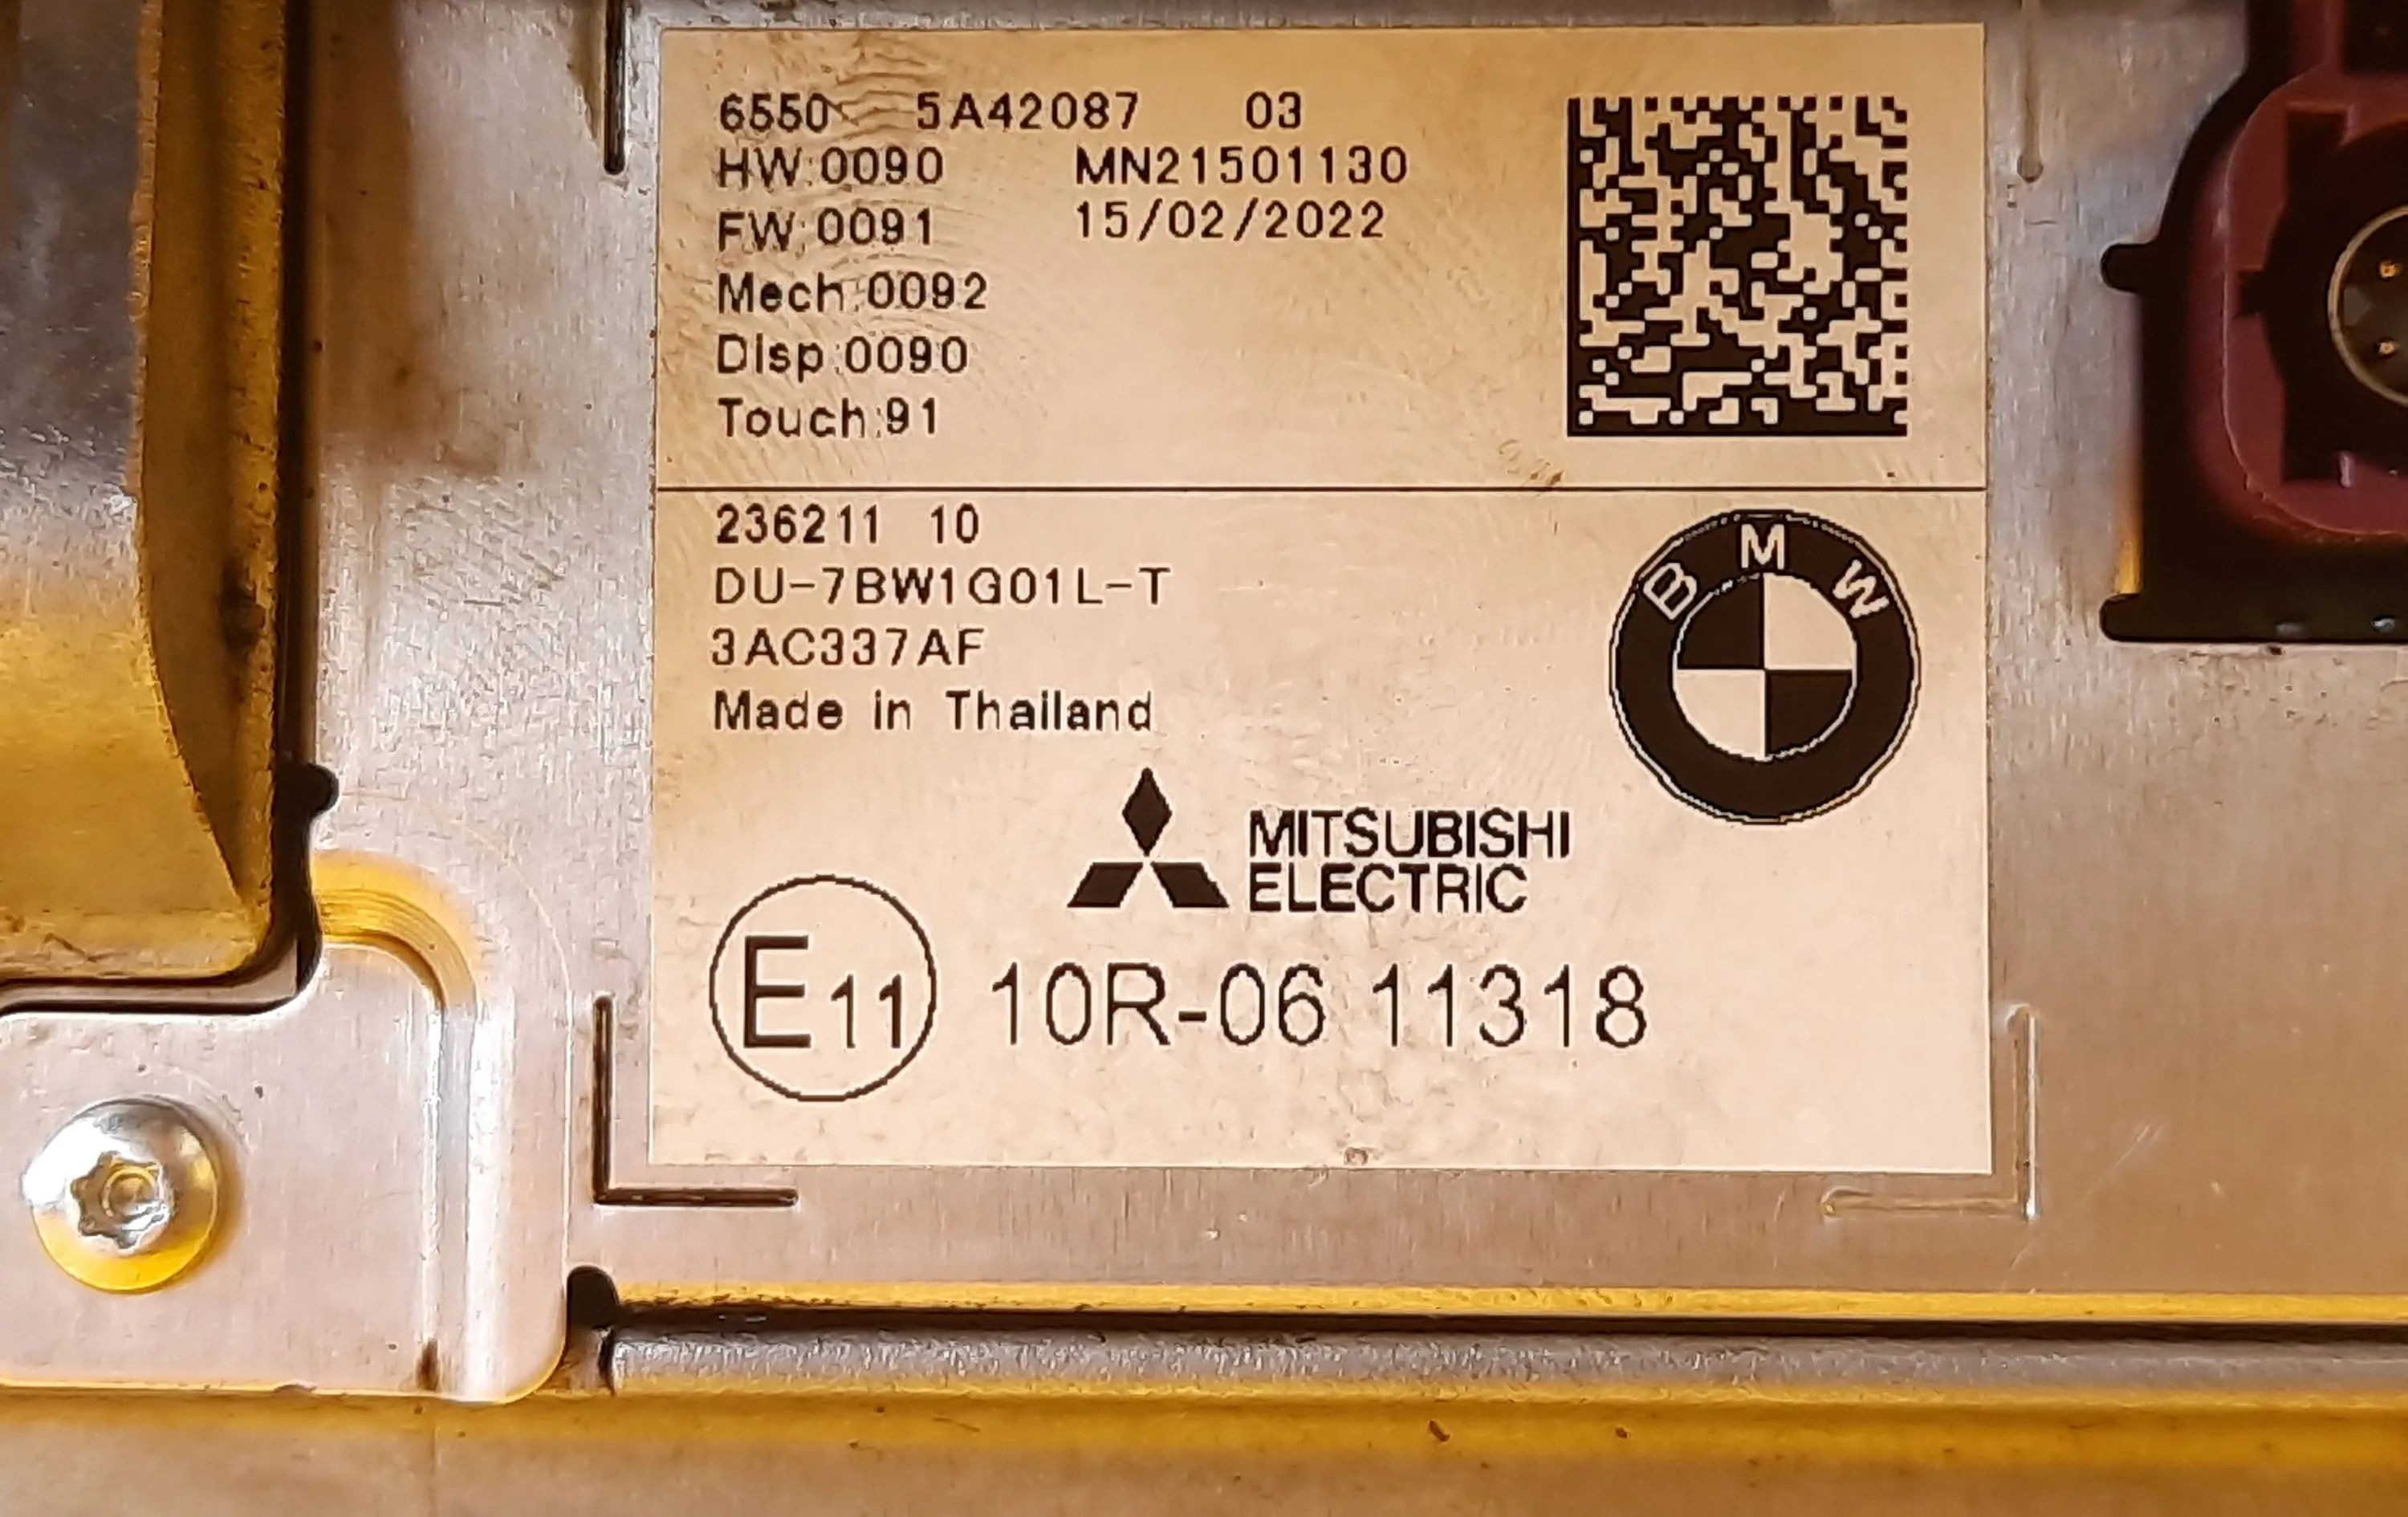 6550 5A42087 03
HW:0090 MN21501130
FW:0091 15/02/2022
Mech:0092
Disp:0090
Touch:91
236211 10
DU-7BW1G01L-T
3AC337AF
Made in Thailand
BMW
MITSUBISHI
ELECTRIC
E11 10R-06 11318